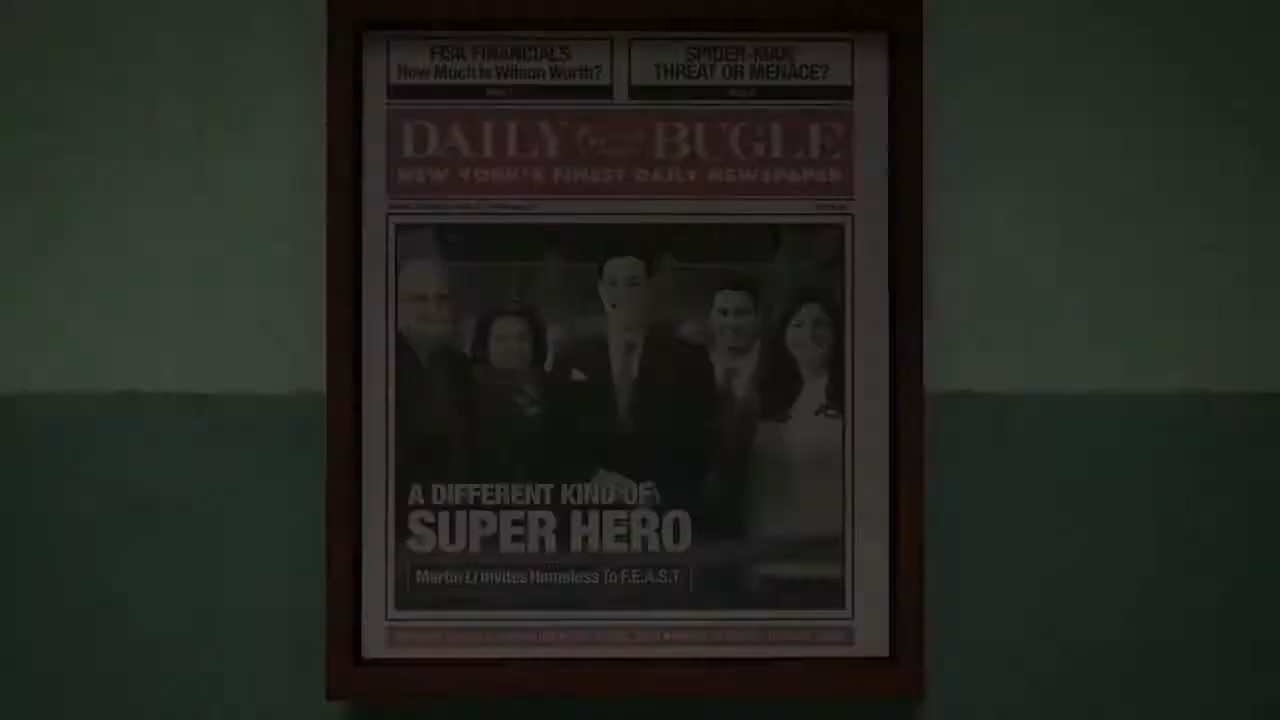 FISK FINANCIALS
How Much Is Wilson Worth?
SPIDER-MAN:
THREAT OR MENACE?
DAILY BUGLE
NEW YORK'S FINEST DAILY NEWSPAPER
A DIFFERENT KIND OF
SUPER HERO
Martin Li Invites Homeless To F.E.A.S.T.